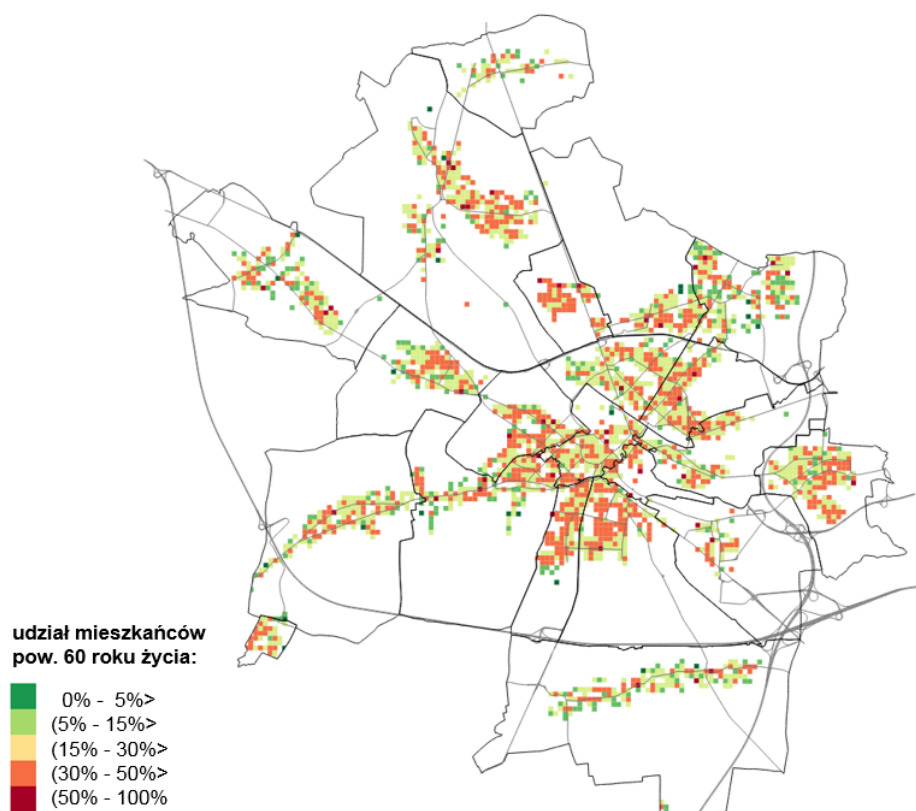 udział mieszkańców
pow. 60 roku życia:
0% - 5%>
(5% - 15%>
(15% - 30%>
(30% - 50%>
(50% - 100%